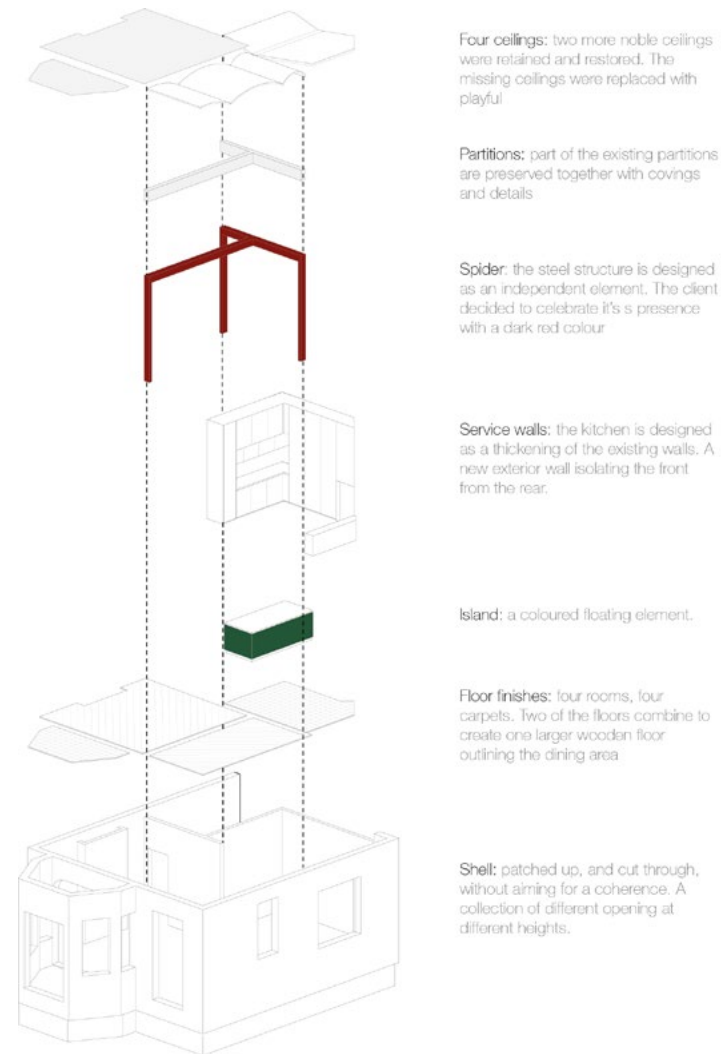 Four ceilings: two more noble ceilings
were retained and restored. The
missing ceilings were replaced with
playful
Partitions: part of the existing partitions
are preserved together with covings
and details
Spider: the steel structure is designed
as an independent element. The client
decided to celebrate it's s presence
with a dark red colour
Service walls: the kitchen is designed
as a thickening of the existing walls. A
new exterior wall isolating the front
from the rear.
Island: a coloured floating element.
Floor finishes: four rooms, four
carpets. Two of the floors combine to
create one larger wooden floor
outlining the dining area
Shell: patched up, and cut through,
without aiming for a coherence. A
collection of different opening at
different heights.